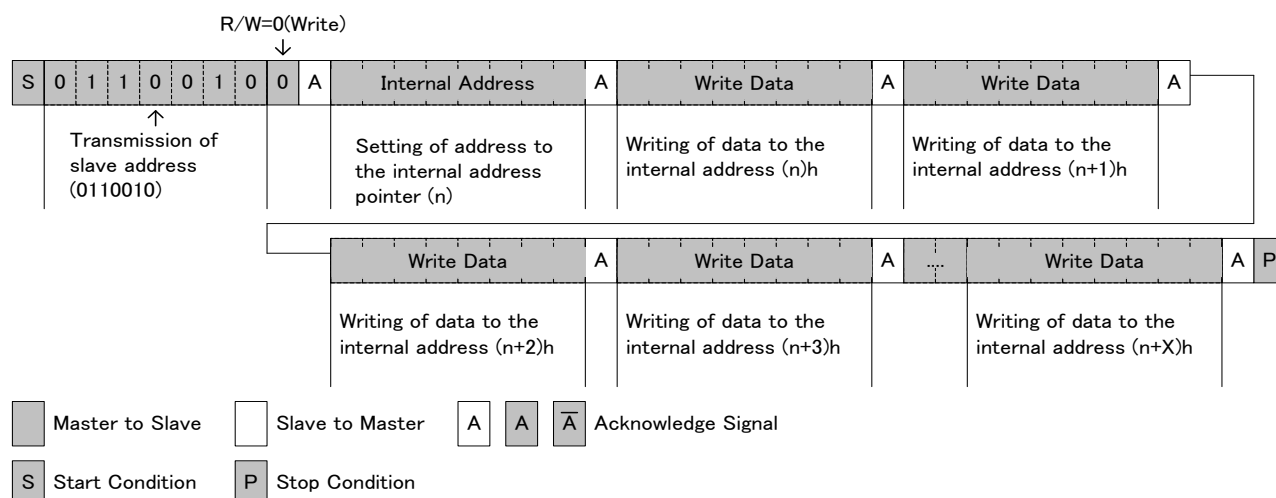 R/W=0(Write)
S 0 1 1 0 0 1 0 0 A Internal Address A Write Data A Write Data A
Transmission of
slave address
(0110010)
Setting of address to
the internal address
pointer (n)
Writing of data to the
internal address (n)h
Writing of data to the
internal address (n+1)h
Write Data A Write Data A .... Write Data A P
Writing of data to the
internal address (n+2)h
Writing of data to the
internal address (n+3)h
Writing of data to the
internal address (n+X)h
Master to Slave Slave to Master A A A̅ Acknowledge Signal
S Start Condition P Stop Condition